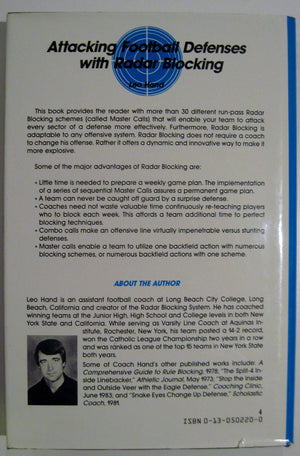 Attacking Football Defenses
with Radar Blocking
Leo Hand
This book provides the reader with more than 30 different run-pass Radar
Blocking schemes (called Master Calls) that will enable your team to attack
every sector of a defense more effectively. Furthermore, Radar Blocking is
adaptable to any offensive system. Radar Blocking does not require a coach
to change his offense. Rather it offers a dynamic and innovative way to make it
more explosive.
Some of the major advantages of Radar Blocking are:
• Little time is needed to prepare a weekly game plan. The implementation
of a series of sequential Master Calls assures a permanent game plan.
• A team can never be caught off guard by a surprise defense.
• Coaches need not waste valuable time continuously re-teaching players
who to block each week. This affords a team additional time to perfect
blocking techniques.
• Combo calls make an offensive line virtually impenetrable versus stunting
defenses.
• Master calls enable a team to utilize one backfield action with numerous
blocking schemes, or numerous backfield actions with one scheme.
ABOUT THE AUTHOR
Leo Hand is an assistant football coach at Long Beach City College, Long
Beach, California and creator of the Radar Blocking System. He has coached
winning teams at the Junior High, High School and College levels in both New
York State and California. While serving as Varsity Line Coach at Aquinas In-
stitute, Rochester, New York, his team posted a 14-2 record,
won the Catholic League Championship two years in a row
and was ranked as one of the top 15 teams in New York State
both years.
Some of Coach Hand's other published works include: A
Comprehensive Guide to Rule Blocking, 1978; "The Split-4 In-
side Linebacker," Athletic Journal, May 1973; "Stop the Inside
and Outside Veer with the Eagle Defense," Coaching Clinic,
June 1983; and "Snake Eyes Change Up Defense," Scholastic
Coach, 1981.
4
ISBN 0-13-050220-0